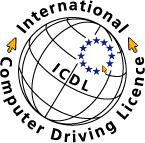 International
ICDL
Computer Driving Licence